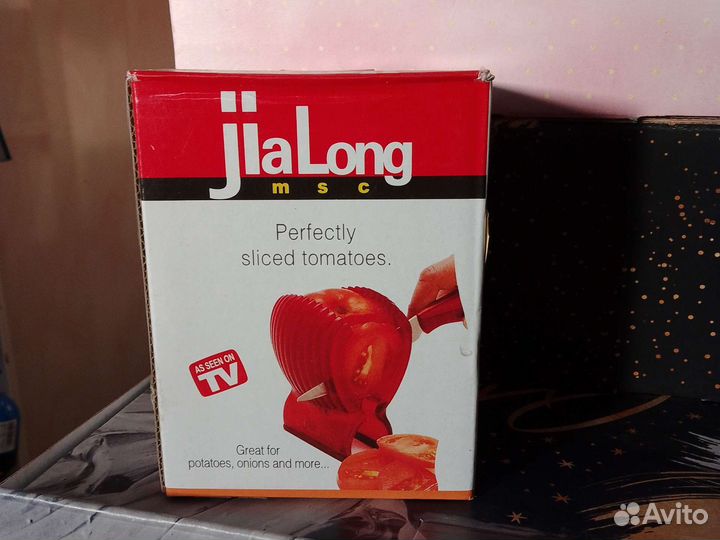 jiaLong
msc
Perfectly
sliced tomatoes.
AS SEEN ON
TV
Great for
potatoes, onions and more...
Avito